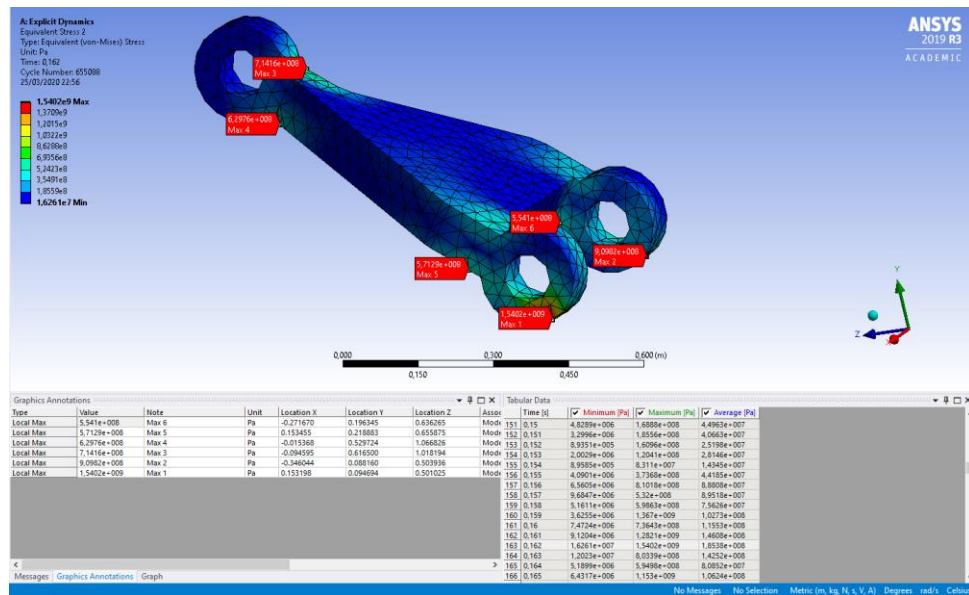 A: Explicit Dynamics
Equivalent Stress 2
Type: Equivalent (von-Mises) Stress
Unit: Pa
Time: 0,162
Cycle Number: 655088
25/03/2020 22:56
1,5402e9 Max
1,3709e9
1,2015e9
1,0322e9
8,6288e8
6,9356e8
5,2423e8
3,5491e8
1,8559e8
1,6261e7 Min
ANSYS
2019 R3
ACADEMIC
7,1416e+008
Max 3
6,2976e+008
Max 4
5,541e+008
Max 6
9,0982e+008
Max 2
5,7129e+008
Max 5
1,5402e+009
Max 1
Y
Z
X
0,000 0,300 0,600 (m)
0,150 0,450
Graphics Annotations
Type Value Note Unit Location X Location Y Location Z Assoc
Local Max 5,541e+008 Max 6 Pa -0.271670 0.196345 0.636265 Mode
Local Max 5,7129e+008 Max 5 Pa 0.153455 0.218883 0.655875 Mode
Local Max 6,2976e+008 Max 4 Pa -0.015368 0.529724 1.066826 Mode
Local Max 7,1416e+008 Max 3 Pa -0.094595 0.616500 1.018194 Mode
Local Max 9,0982e+008 Max 2 Pa -0.346044 0.088160 0.503936 Mode
Local Max 1,5402e+009 Max 1 Pa 0.153198 0.094694 0.501025 Mode
Messages Graphics Annotations Graph
Tabular Data
Time [s] Minimum [Pa] Maximum [Pa] Average [Pa]
151 0,15 4,8289e+006 1,6888e+008 4,4963e+007
152 0,151 3,2996e+006 1,8556e+008 4,0663e+007
153 0,152 8,9351e+005 1,6096e+008 2,5198e+007
154 0,153 2,0029e+006 1,2041e+008 2,8146e+007
155 0,154 8,9585e+005 8,311e+007 1,4345e+007
156 0,155 4,0901e+006 3,7368e+008 4,4185e+007
157 0,156 6,5605e+006 8,1018e+008 8,8808e+007
158 0,157 9,6847e+006 5,32e+008 8,9518e+007
159 0,158 5,1611e+006 5,9863e+008 7,5626e+007
160 0,159 3,6255e+006 1,367e+009 1,0273e+008
161 0,16 7,4724e+006 7,3643e+008 1,1553e+008
162 0,161 9,1204e+006 1,2821e+009 1,4608e+008
163 0,162 1,6261e+007 1,5402e+009 1,8538e+008
164 0,163 1,2023e+007 8,0339e+008 1,4252e+008
165 0,164 5,1899e+006 5,9498e+008 8,0852e+007
166 0,165 6,4317e+006 1,153e+009 1,0624e+008
No Messages No Selection Metric (m, kg, N, s, V, A) Degrees rad/s Celsius